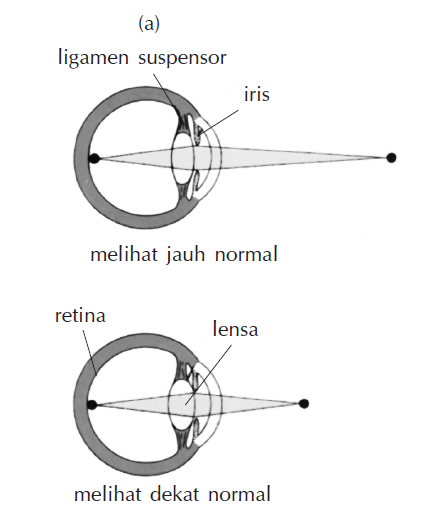 (a)
ligamen suspensor
iris
melihat jauh normal
retina
lensa
melihat dekat normal